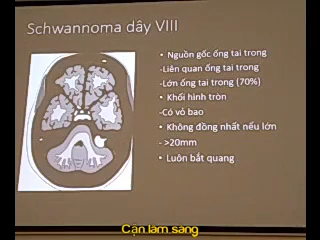 Schwannoma dây VIII
• Nguồn gốc ống tai trong
-Liên quan ống tai trong
-Lớn ống tai trong (70%)
• Khối hình tròn
-Có vỏ bao
• Không đồng nhất nếu lớn
- >20mm
• Luôn bắt quang
Cận lâm sàng